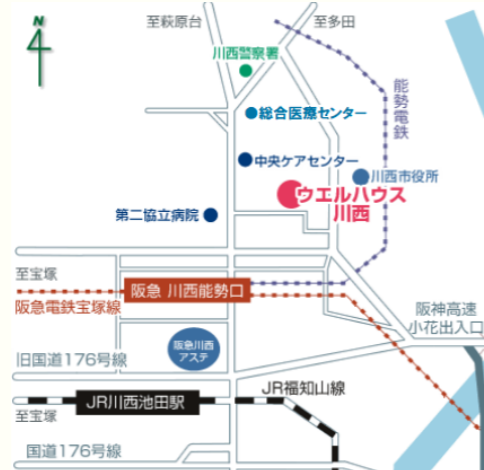 N
至萩原台
至多田
川西警察署
能勢電鉄
総合医療センター
中央ケアセンター
川西市役所
ウエルハウス
川西
第二協立病院
至宝塚
阪急 川西能勢口
阪急電鉄宝塚線
阪神高速
小花出入口
阪急川西
アステ
旧国道176号線
JR福知山線
JR川西池田駅
至宝塚
国道176号線